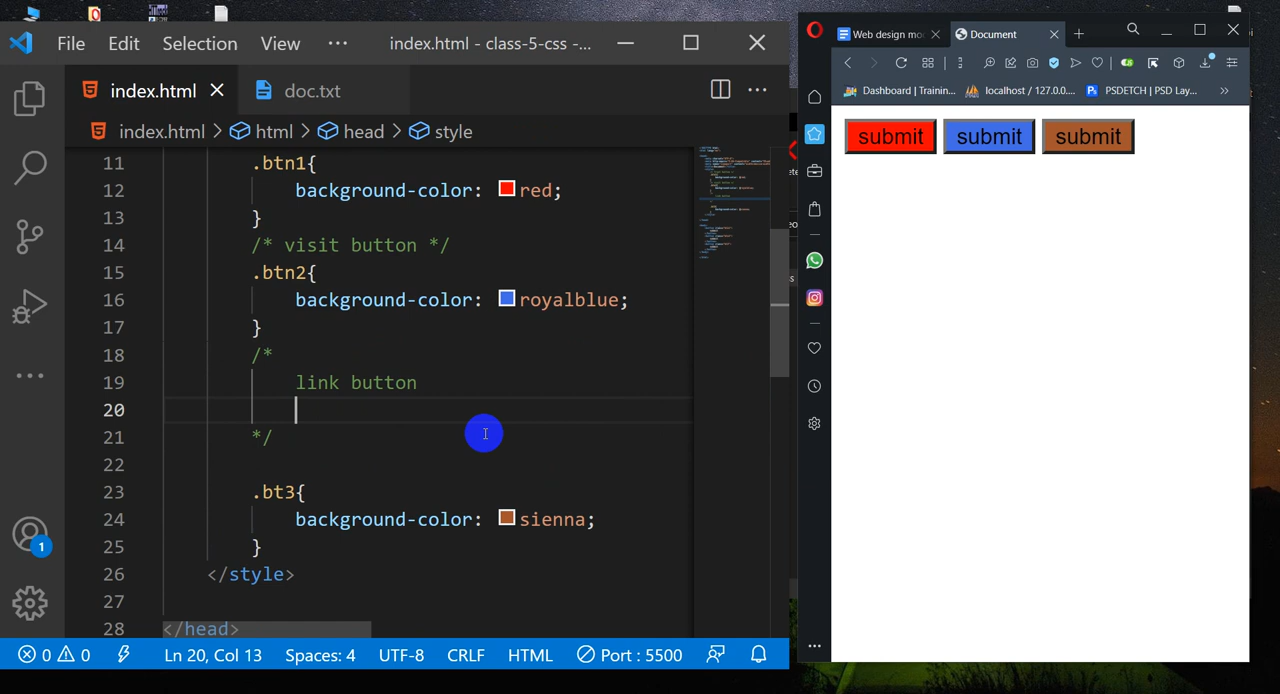 File Edit Selection View ··· index.html - class-5-css -...
index.html doc.txt
index.html > html > head > style
11 .btn1{
12 background-color: red;
13 }
14 /* visit button */
15 .btn2{
16 background-color: royalblue;
17 }
18 /*
19 link button
20
21 */
22
23 .bt3{
24 background-color: sienna;
25 }
26 </style>
27
28 </head>
1
0 0 Ln 20, Col 13 Spaces: 4 UTF-8 CRLF HTML Port : 5500
Web design mo Document
Dashboard | Trainin... localhost / 127.0.0.... PSDETCH | PSD Lay... »
submit submit submit